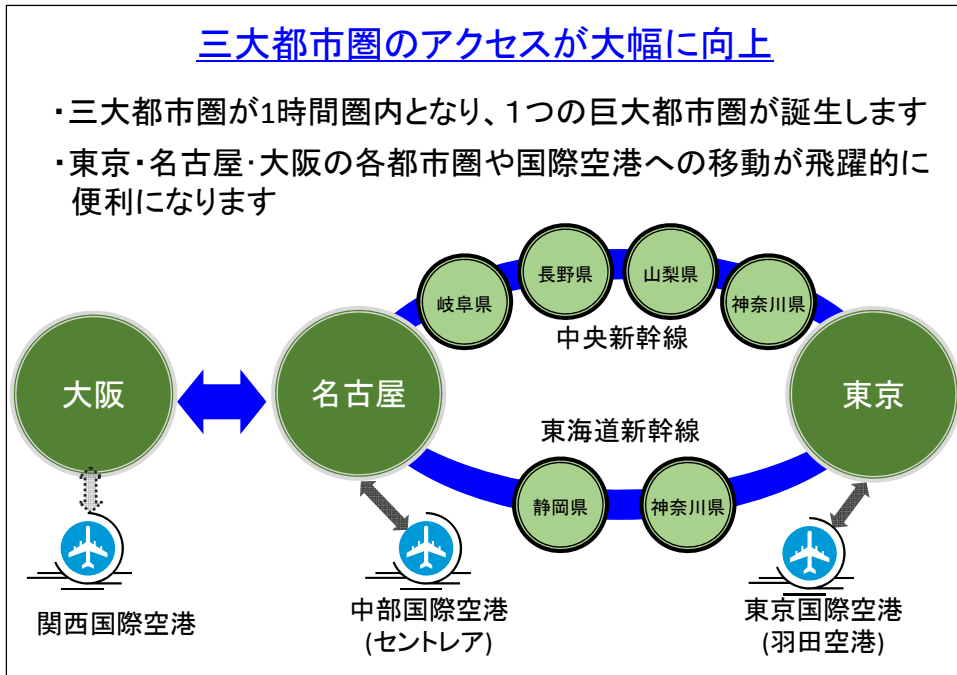 三大都市圏のアクセスが大幅に向上
・三大都市圏が1時間圏内となり、１つの巨大都市圏が誕生します
・東京・名古屋・大阪の各都市圏や国際空港への移動が飛躍的に
便利になります
岐阜県
長野県
山梨県
神奈川県
中央新幹線
大阪
名古屋
東京
東海道新幹線
静岡県
神奈川県
関西国際空港
中部国際空港
(セントレア)
東京国際空港
(羽田空港)